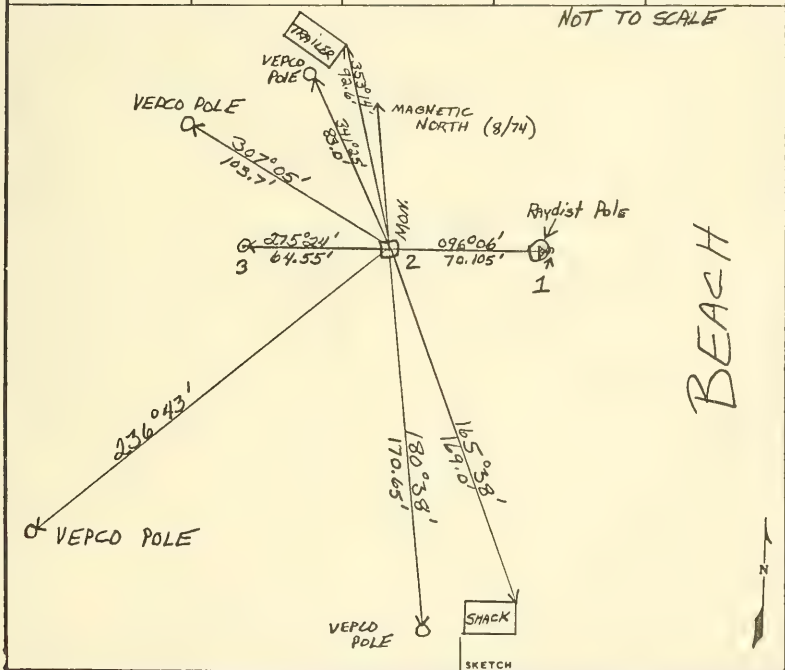 NOT TO SCALE
TRAILER
VEPCO
POLE
353°14'
92.6'
VEPCO POLE
MAGNETIC
NORTH (8/74)
341°25'
83.0'
307°05'
103.7'
MON.
Raydist Pole
275°24'
64.55'
096°06'
70.105'
3
2
1
BEACH
236°43'
165°38'
169.0'
180°38'
170.65'
VEPCO POLE
N
SHACK
VEPCO
POLE
SKETCH